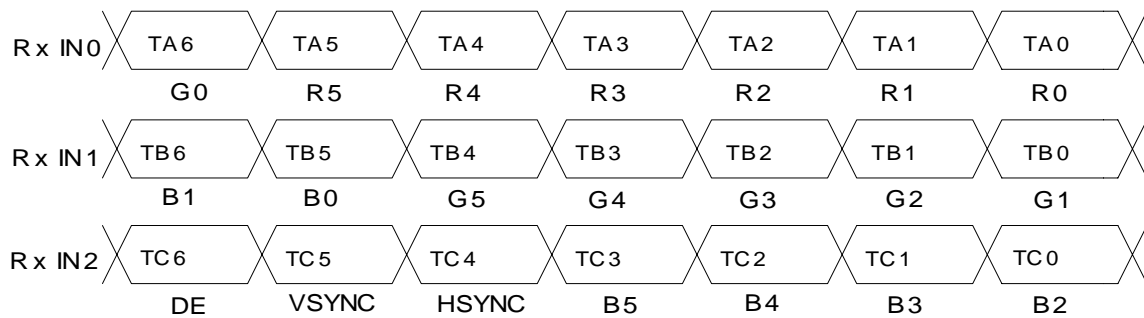 Rx IN0 TA6 TA5 TA4 TA3 TA2 TA1 TA0
G0 R5 R4 R3 R2 R1 R0
Rx IN1 TB6 TB5 TB4 TB3 TB2 TB1 TB0
B1 B0 G5 G4 G3 G2 G1
Rx IN2 TC6 TC5 TC4 TC3 TC2 TC1 TC0
DE VSYNC HSYNC B5 B4 B3 B2